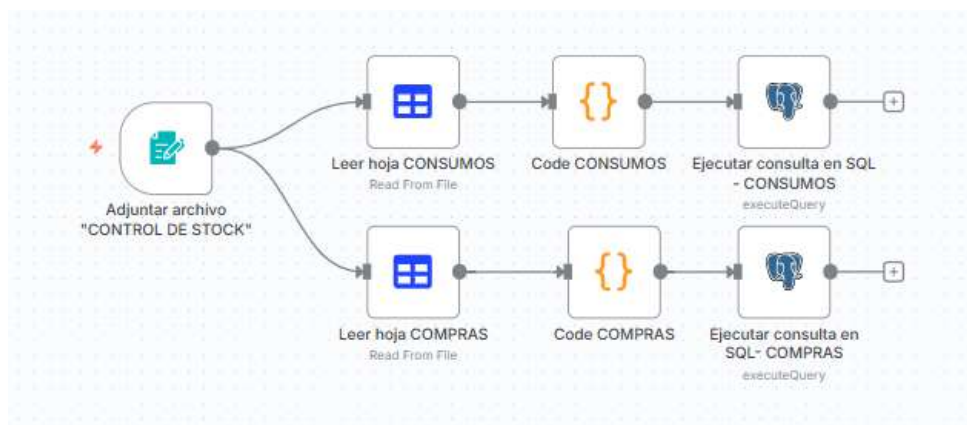 Leer hoja CONSUMOS
Read From File
Code CONSUMOS
Ejecutar consulta en SQL
- CONSUMOS
executeQuery
Adjuntar archivo
"CONTROL DE STOCK"
Leer hoja COMPRAS
Read From File
Code COMPRAS
Ejecutar consulta en
SQL- COMPRAS
executeQuery